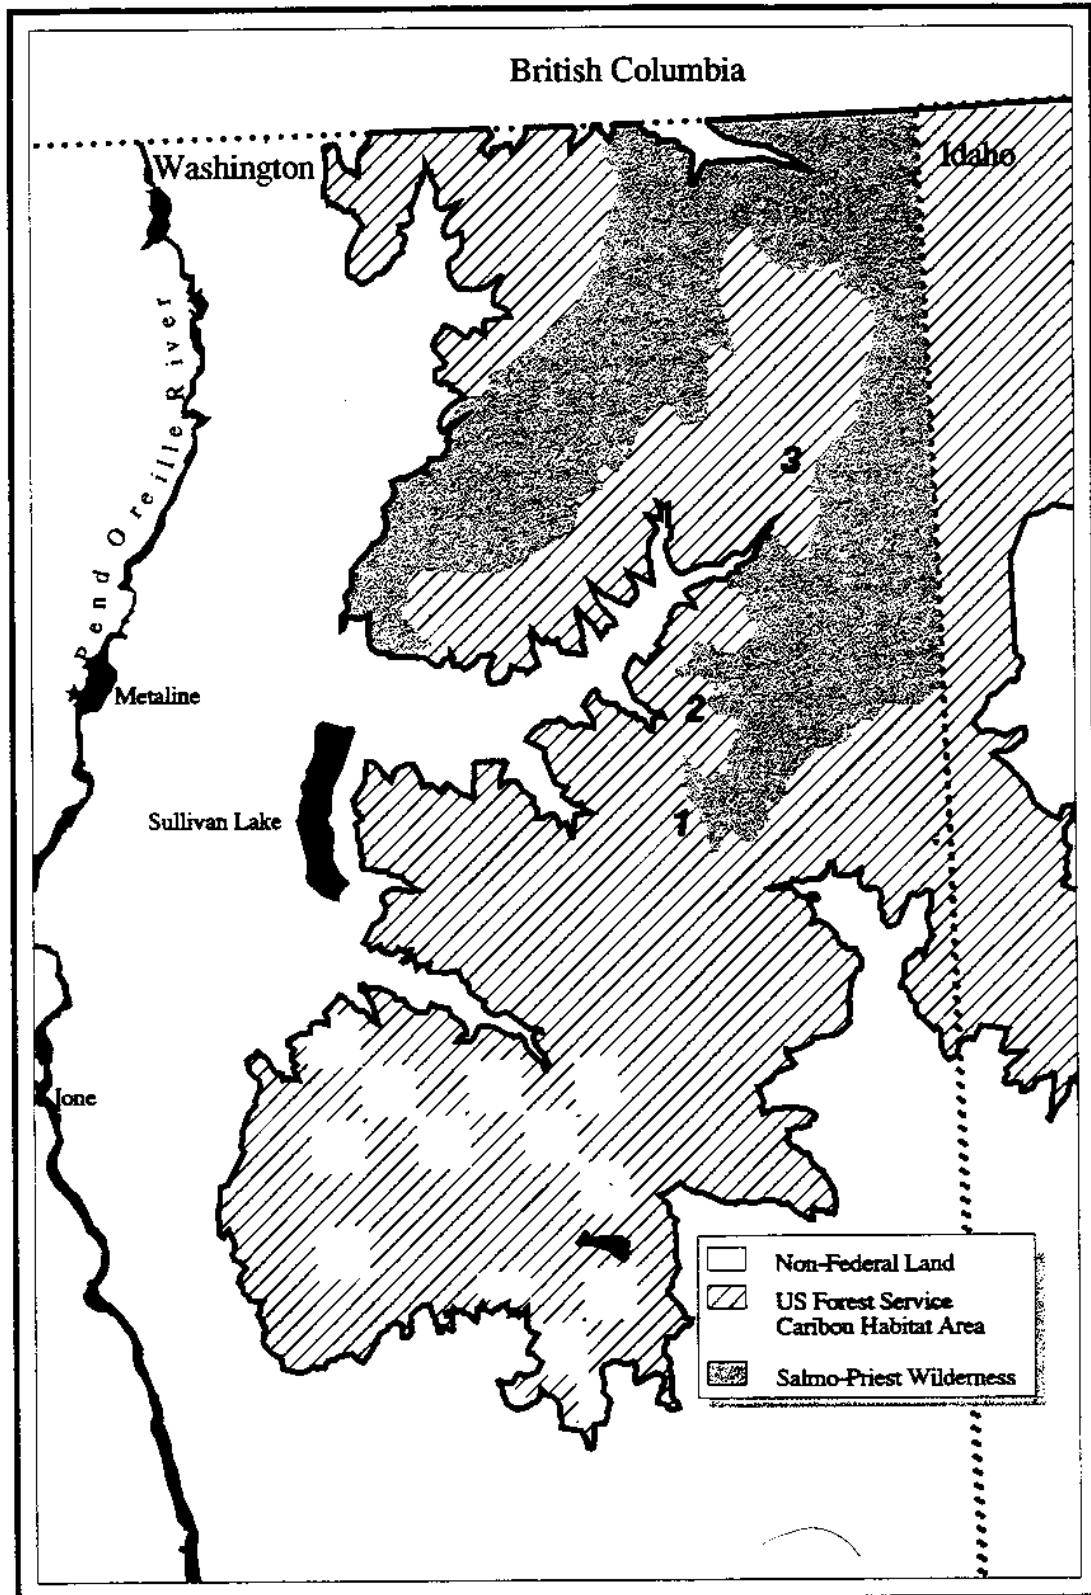 British Columbia
Washington
Idaho
Pend Oreille River
3
Metaline
2
Sullivan Lake
1
Ione
Non-Federal Land
US Forest Service
Caribou Habitat Area
Salmo-Priest Wilderness